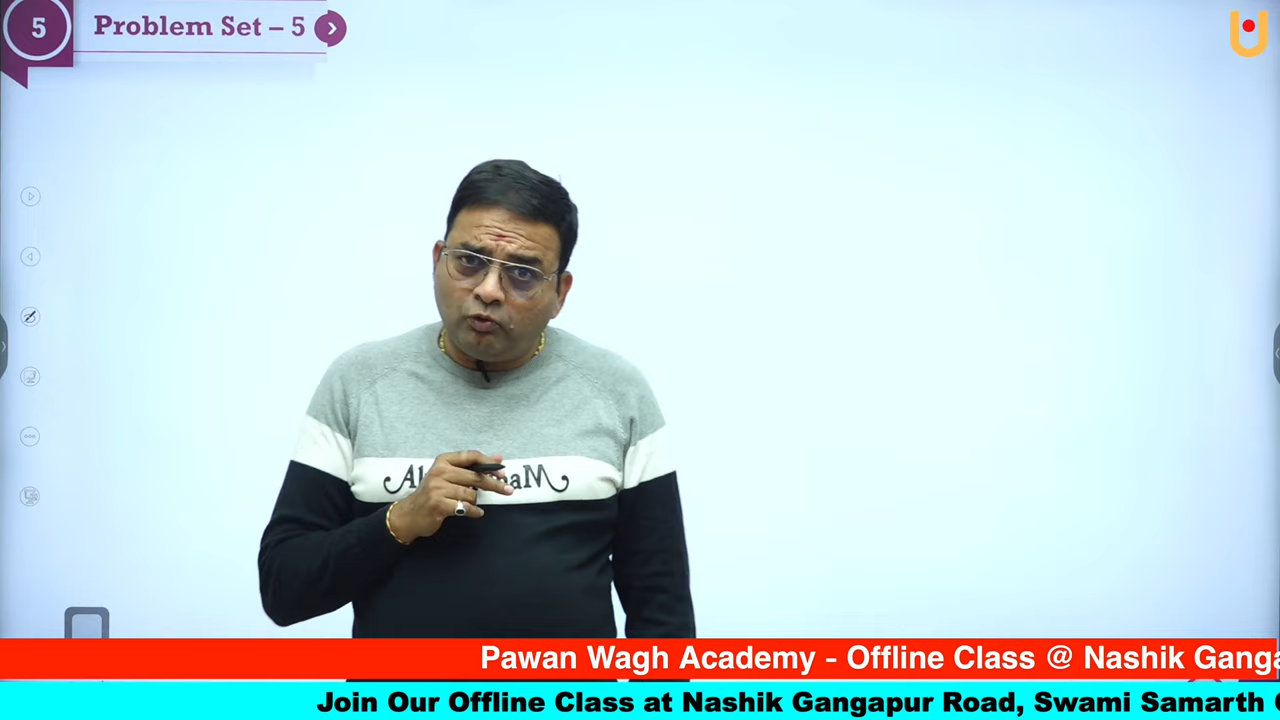 5
Problem Set – 5
Pawan Wagh Academy - Offline Class @ Nashik
Join Our Offline Class at Nashik Gangapur Road, Swami Samarth